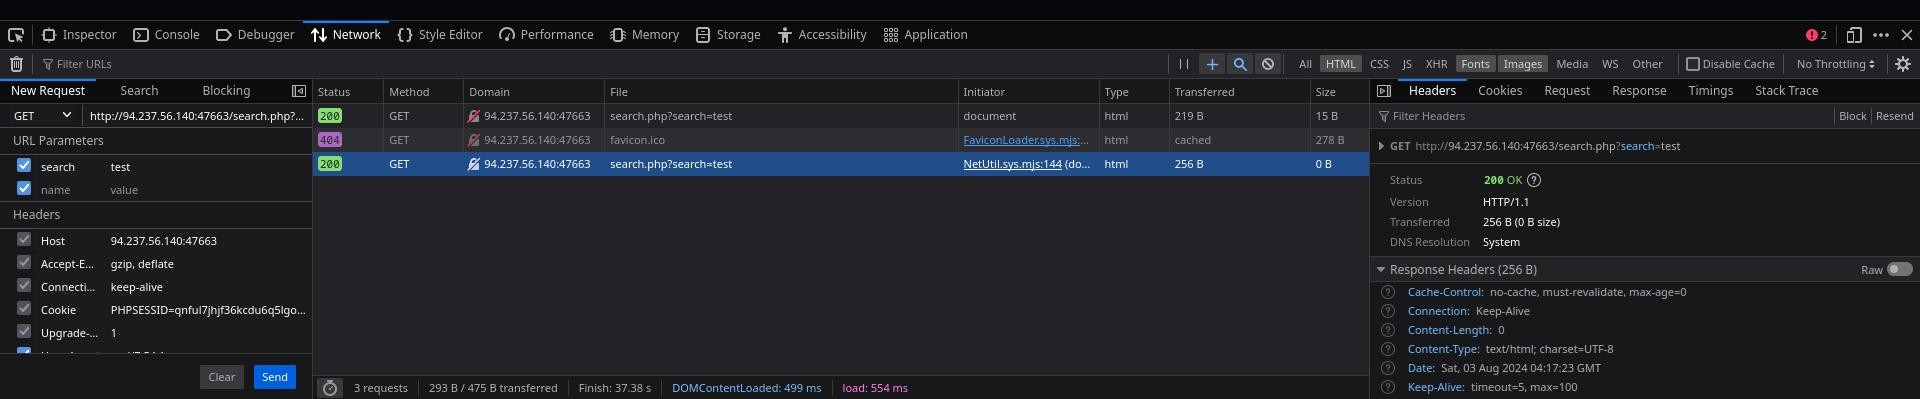 Inspector Console Debugger Network Style Editor Performance Memory Storage Accessibility Application 2
Filter URLs All HTML CSS JS XHR Fonts Images Media WS Other Disable Cache No Throttling
New Request Search Blocking
GET http://94.237.56.140:47663/search.php?...
URL Parameters
search test
name value
Headers
Host 94.237.56.140:47663
Accept-E... gzip, deflate
Connecti... keep-alive
Cookie PHPSESSID=qnful7jhjf36kcdu6q5lgo...
Upgrade-... 1
Clear Send
Status Method Domain File Initiator Type Transferred Size
200 GET 94.237.56.140:47663 search.php?search=test document html 219 B 15 B
404 GET 94.237.56.140:47663 favicon.ico FaviconLoader.sys.mjs:... html cached 278 B
200 GET 94.237.56.140:47663 search.php?search=test NetUtil.sys.mjs:144 (do... html 256 B 0 B
3 requests 293 B / 475 B transferred Finish: 37.38 s DOMContentLoaded: 499 ms load: 554 ms
Headers Cookies Request Response Timings Stack Trace
Filter Headers Block Resend
GET http://94.237.56.140:47663/search.php?search=test
Status 200 OK ?
Version HTTP/1.1
Transferred 256 B (0 B size)
DNS Resolution System
Response Headers (256 B) Raw
? Cache-Control: no-cache, must-revalidate, max-age=0
? Connection: Keep-Alive
? Content-Length: 0
? Content-Type: text/html; charset=UTF-8
? Date: Sat, 03 Aug 2024 04:17:23 GMT
? Keep-Alive: timeout=5, max=100